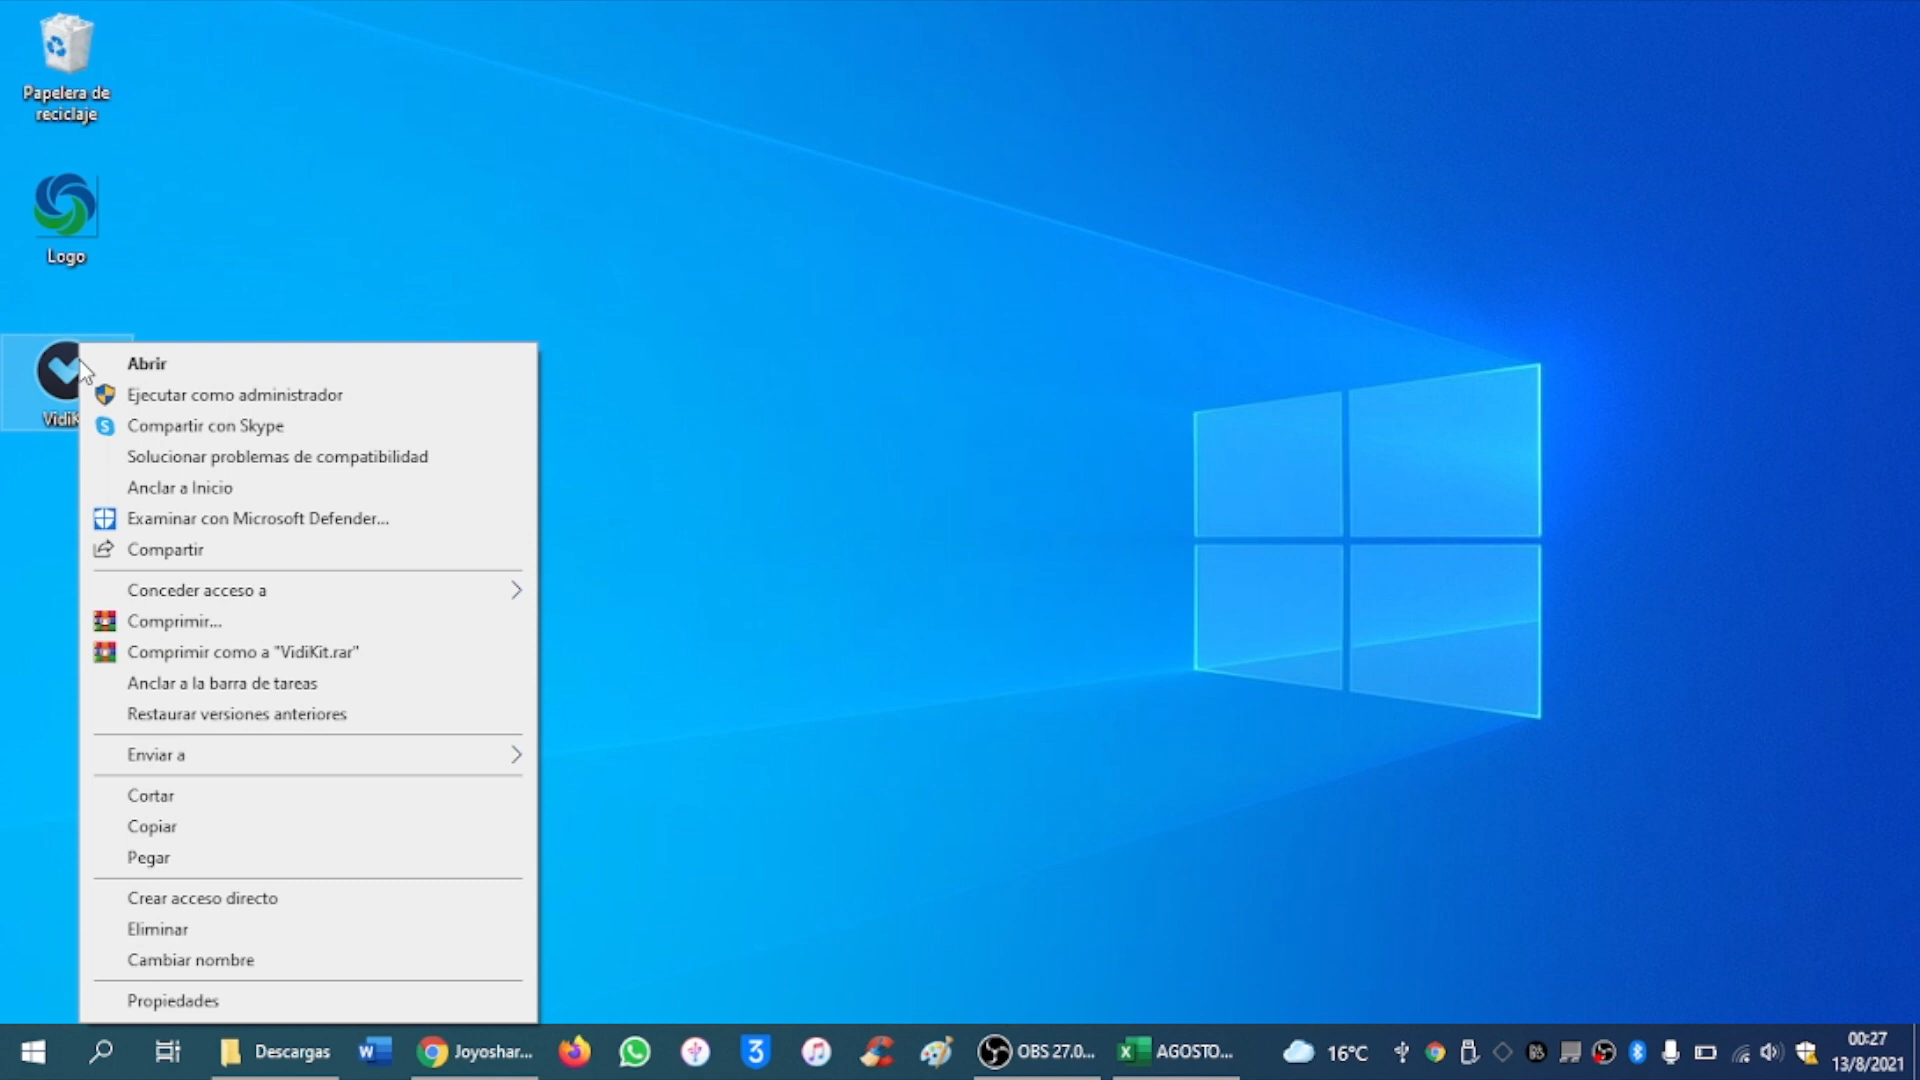 Papelera de
reciclaje
Logo
Abrir
Ejecutar como administrador
Compartir con Skype
Solucionar problemas de compatibilidad
Anclar a Inicio
Examinar con Microsoft Defender...
Compartir
Conceder acceso a
Comprimir...
Comprimir como a "VidiKit.rar"
Anclar a la barra de tareas
Restaurar versiones anteriores
Enviar a
Cortar
Copiar
Pegar
Crear acceso directo
Eliminar
Cambiar nombre
Propiedades
VidiK
Descargas
Joyoshar...
OBS 27.0...
AGOSTO...
16°C
00:27
13/8/2021